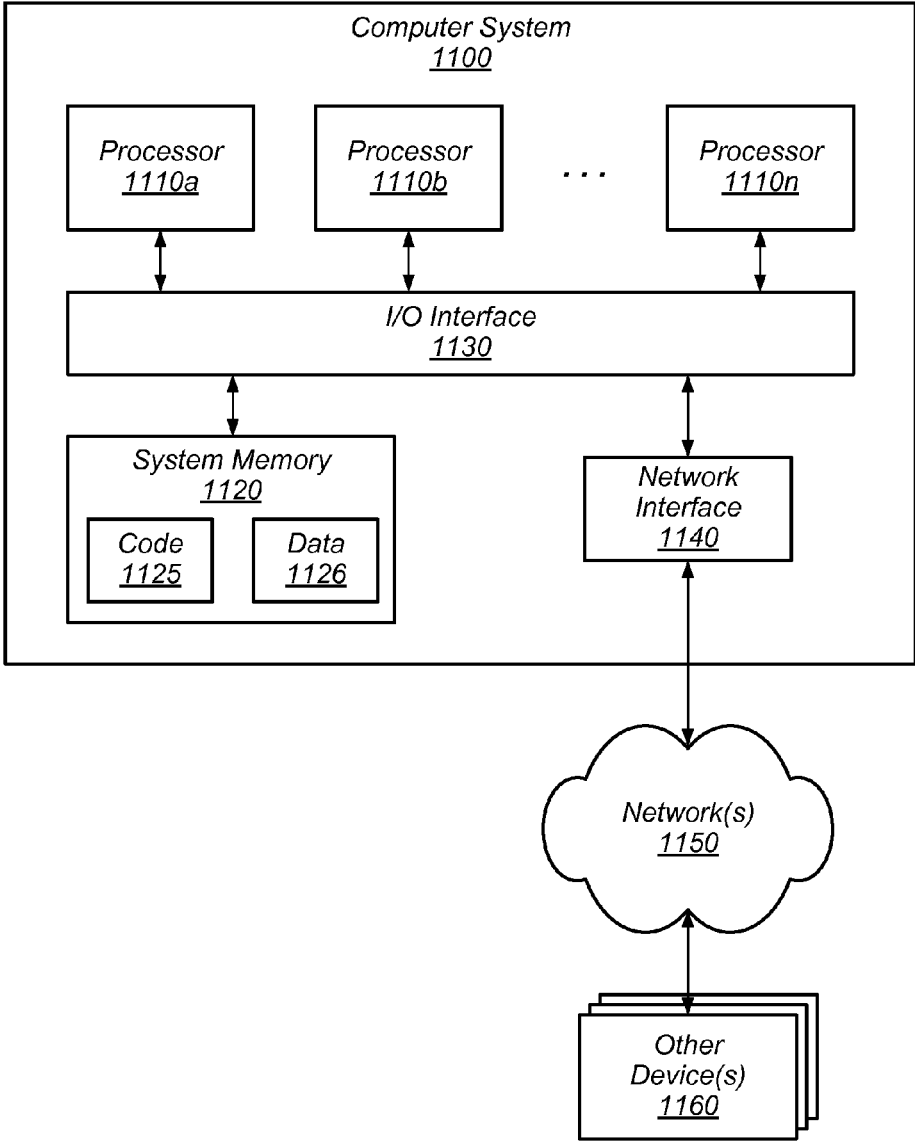 Computer System
1100
Processor
1110a
Processor
1110b
. . .
Processor
1110n
I/O Interface
1130
System Memory
1120
Code
1125
Data
1126
Network
Interface
1140
Network(s)
1150
Other
Device(s)
1160